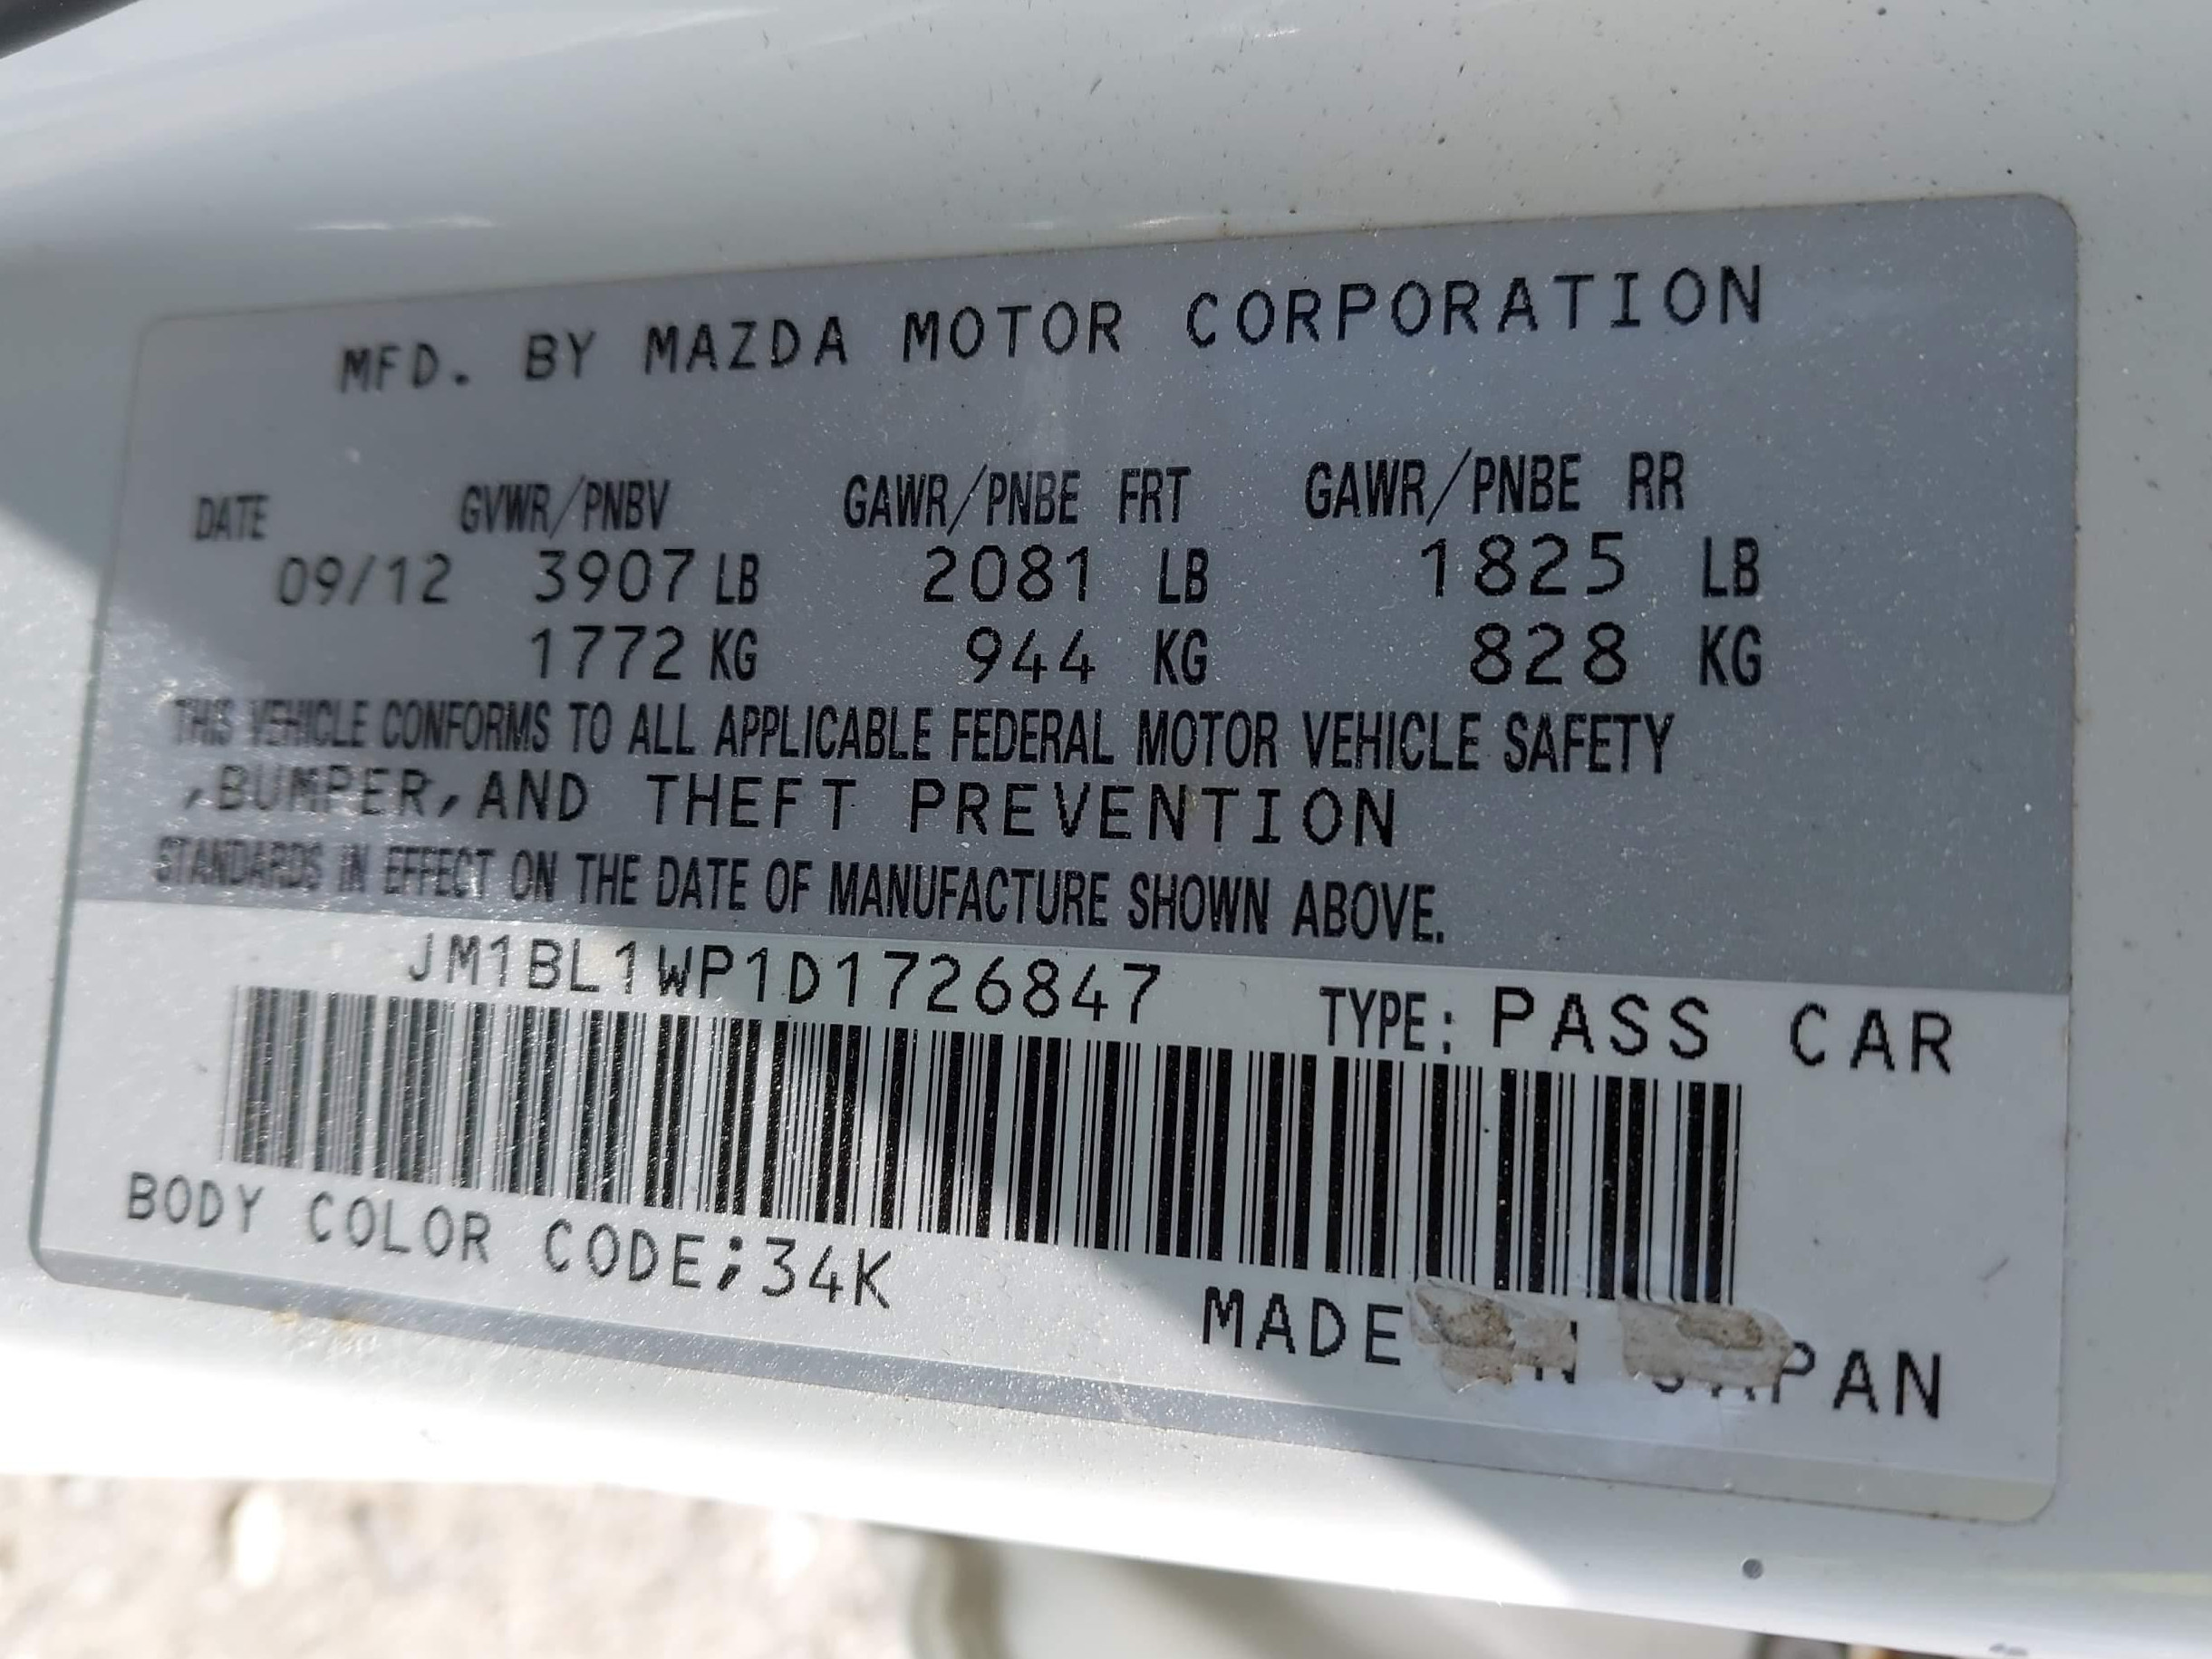 MFD. BY MAZDA MOTOR CORPORATION
DATE GVWR/PNBV GAWR/PNBE FRT GAWR/PNBE RR
09/12 3907 LB 2081 LB 1825 LB
1772 KG 944 KG 828 KG
THIS VEHICLE CONFORMS TO ALL APPLICABLE FEDERAL MOTOR VEHICLE SAFETY
,BUMPER,AND THEFT PREVENTION
STANDARDS IN EFFECT ON THE DATE OF MANUFACTURE SHOWN ABOVE.
JM1BL1WP1D1726847 TYPE: PASS CAR
BODY COLOR CODE;34K
MADE IN JAPAN